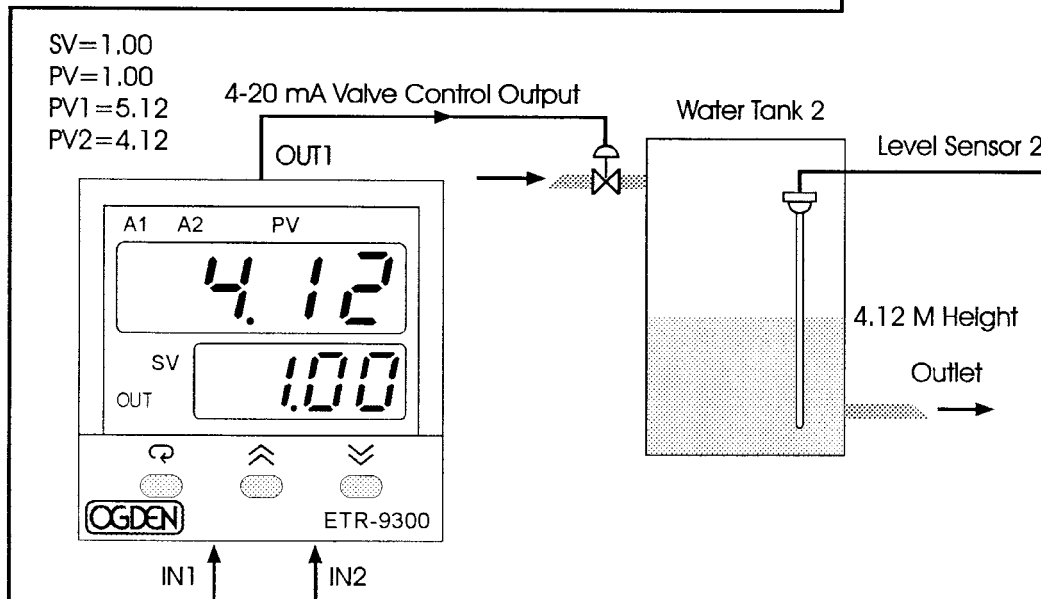 SV=1.00
PV=1.00
PV1=5.12
PV2=4.12
4-20 mA Valve Control Output
OUT1
Water Tank 2
Level Sensor 2
A1 A2 PV
4.12
SV
1.00
OUT
4.12 M Height
Outlet
OGDEN
ETR-9300
IN1
IN2